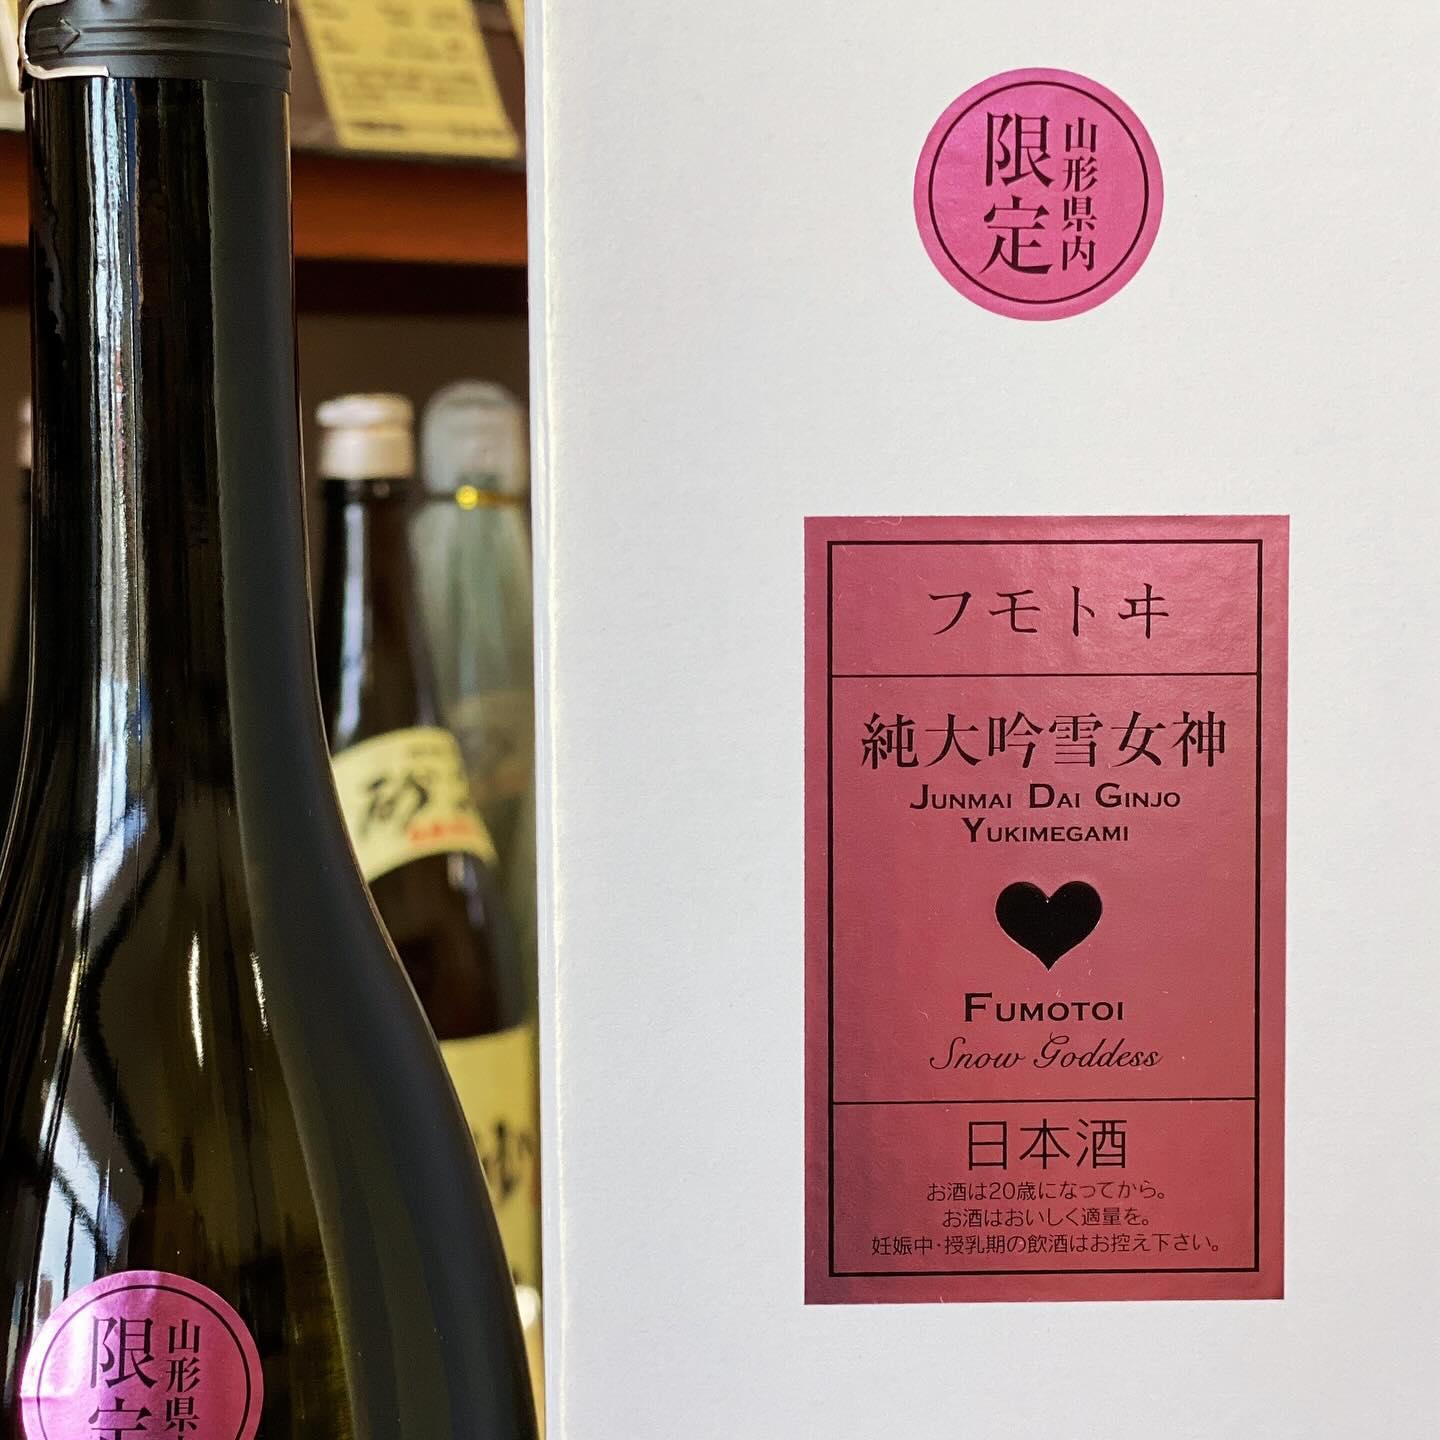 山形県内
限定
フモトヰ
純大吟雪女神
JUNMAI DAI GINJO
YUKIMEGAMI
FUMOTOI
Snow Goddess
日本酒
お酒は20歳になってから。
お酒はおいしく適量を。
妊娠中・授乳期の飲酒はお控え下さい。
山形県
限定